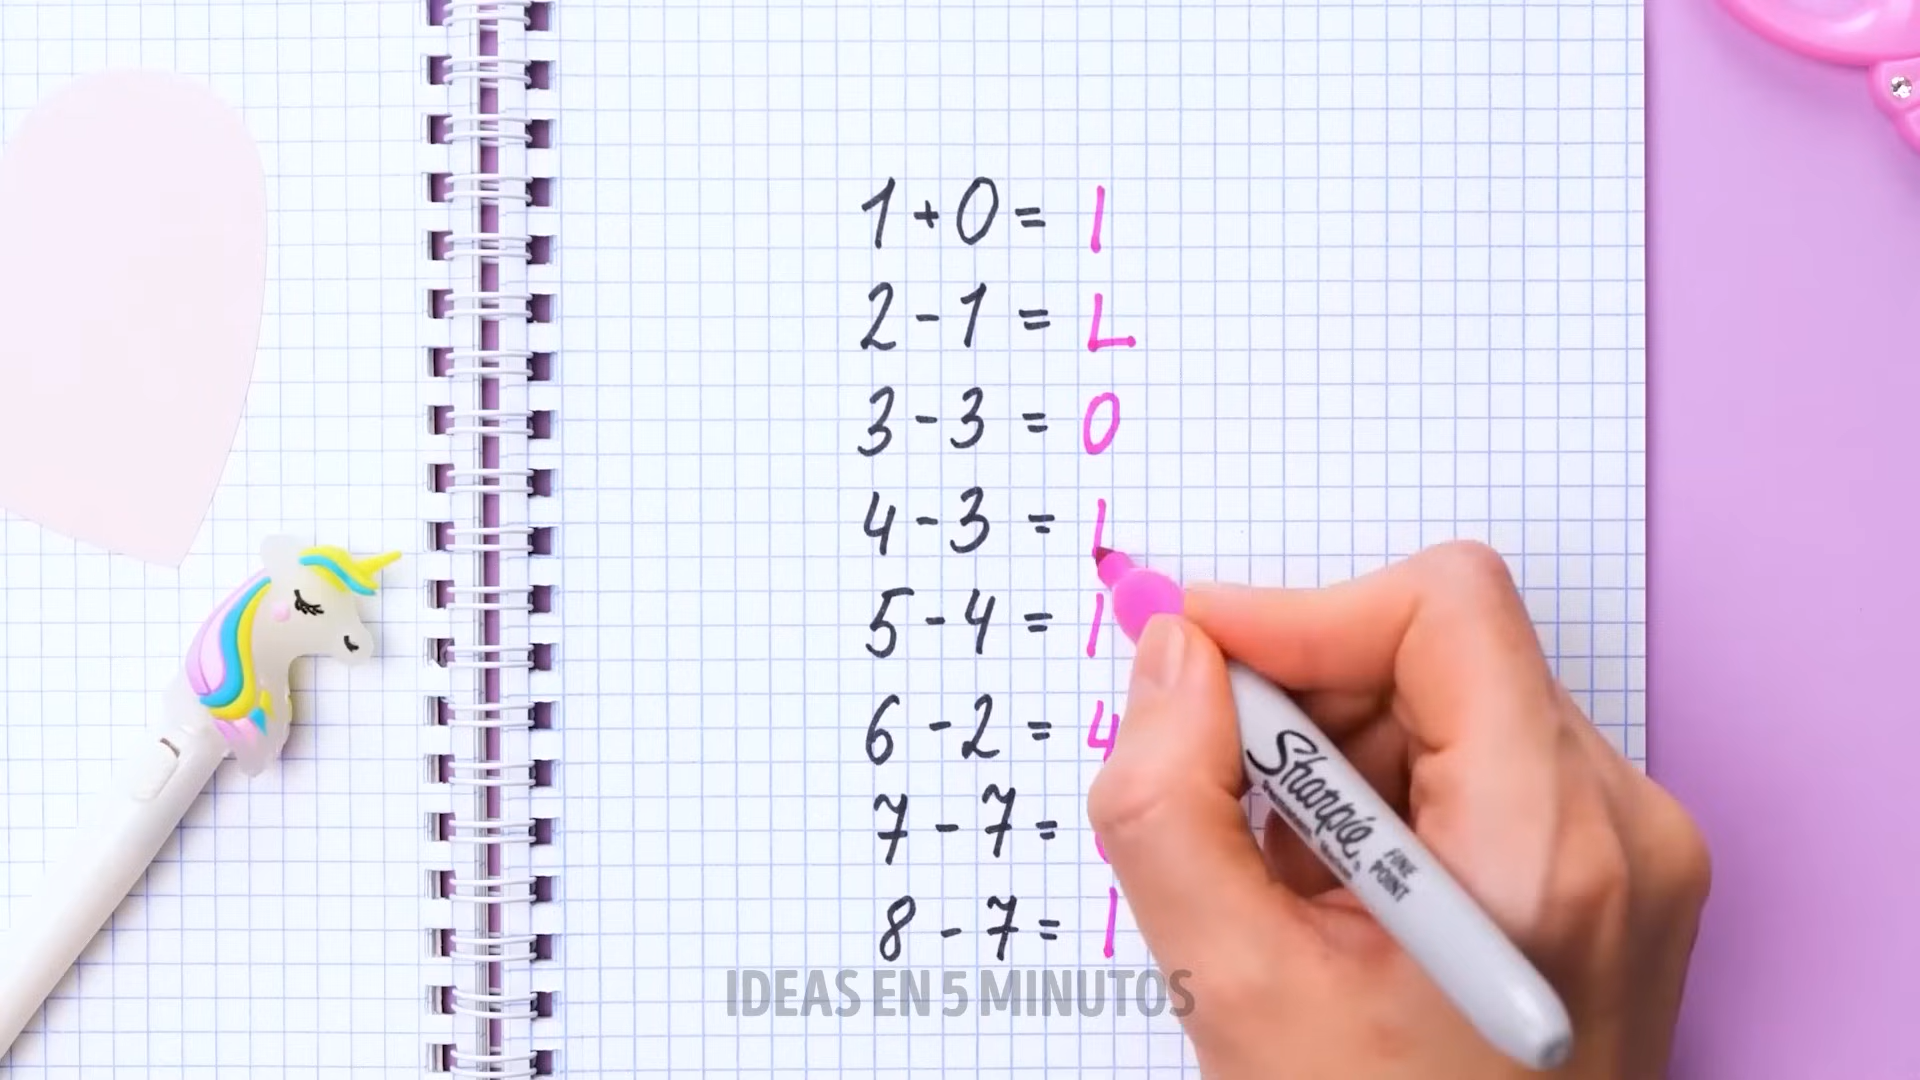 1 + 0 = 1
2 - 1 = L
3 - 3 = 0
4 - 3 = 1
5 - 4 = 1
6 - 2 = 4
7 - 7 =
8 - 7 = 1
Sharpie
FINE
POINT
IDEAS EN 5 MINUTOS